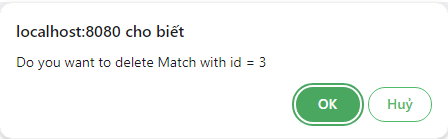 localhost:8080 cho biết
Do you want to delete Match with id = 3
OK
Huỷ